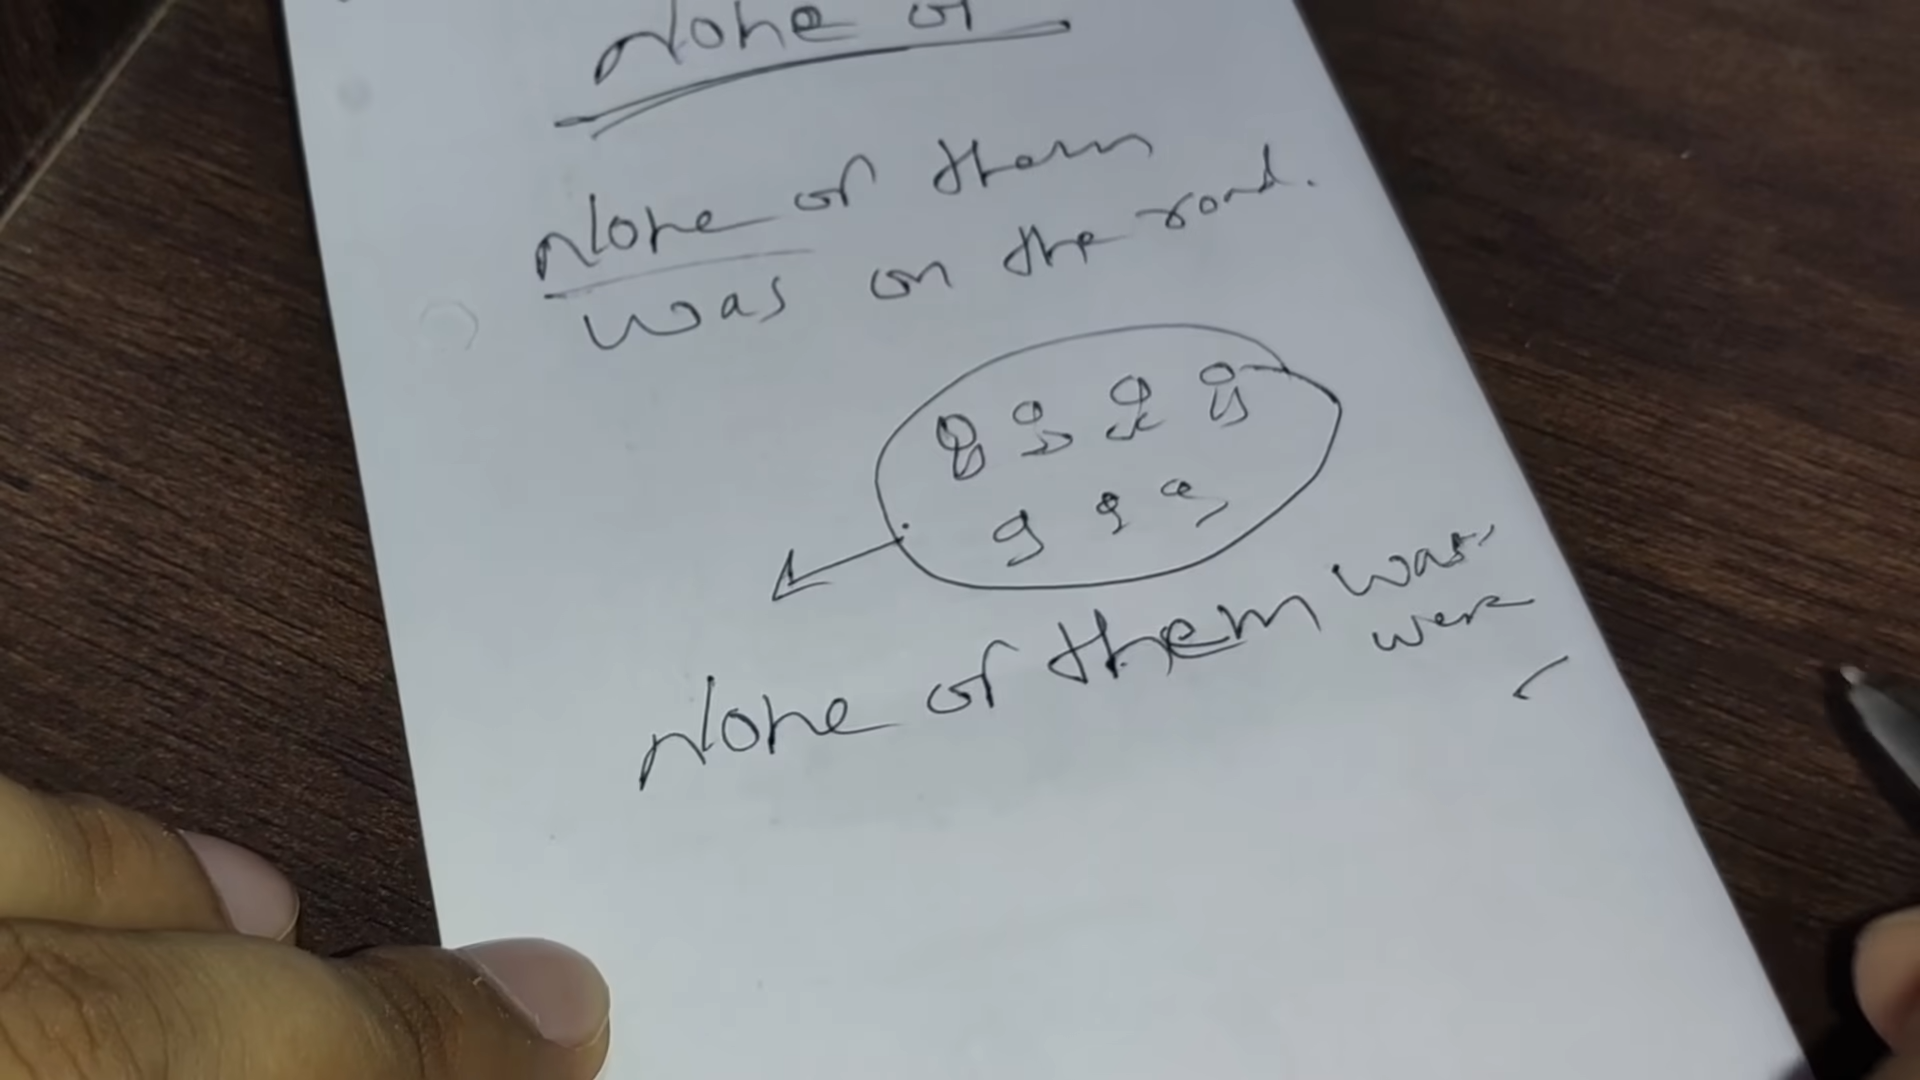 None of
None of them
was on the road.
None of them was
were